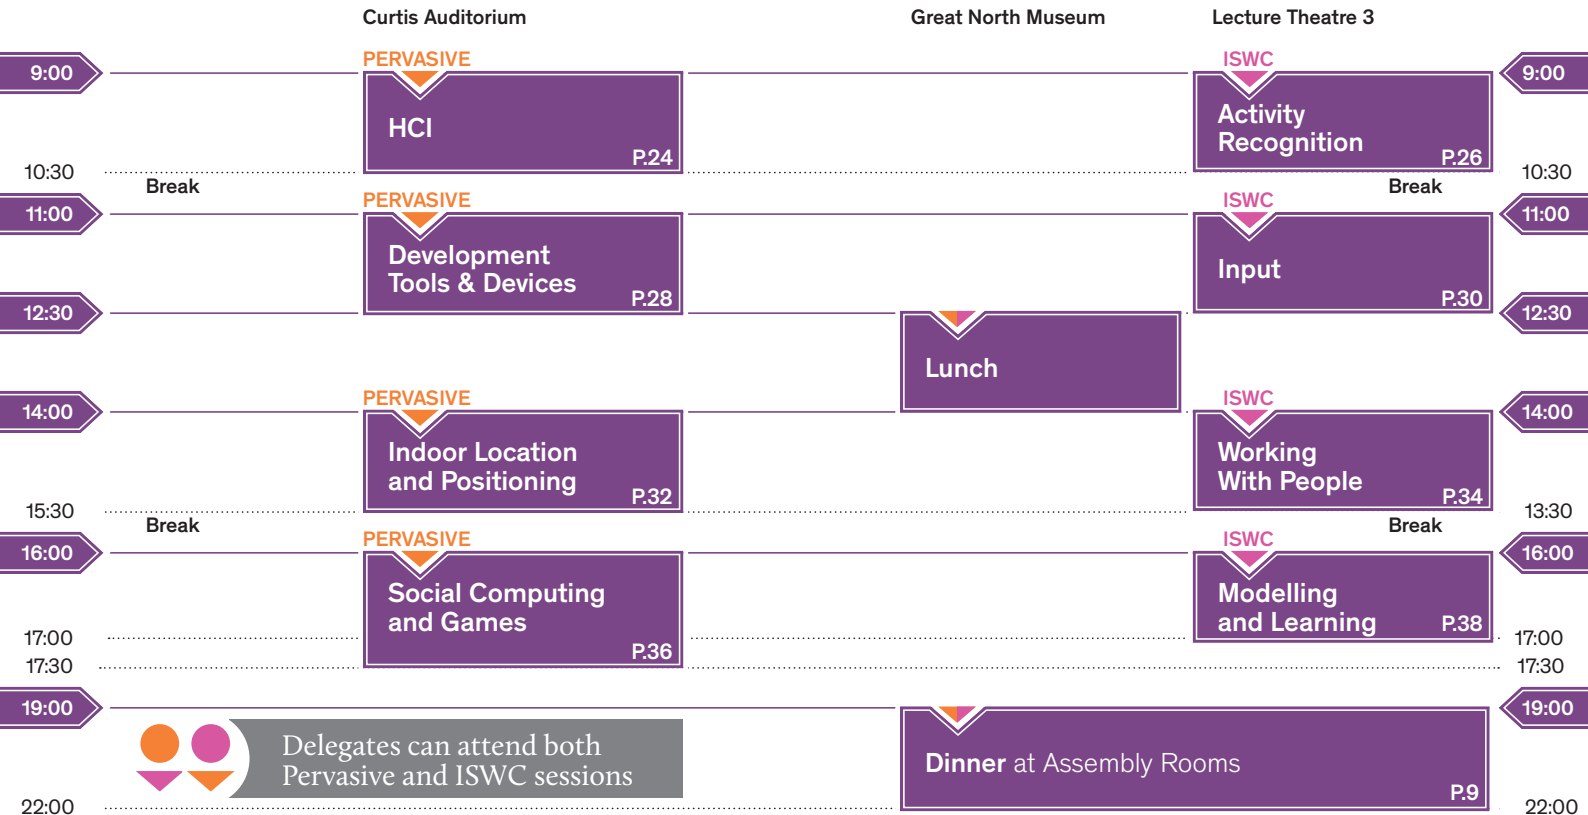 Curtis Auditorium
Great North Museum
Lecture Theatre 3
PERVASIVE
ISWC
9:00
9:00
HCI
P.24
Activity
Recognition
P.26
10:30
10:30
Break
Break
PERVASIVE
ISWC
11:00
11:00
Development
Tools & Devices
P.28
Input
P.30
12:30
12:30
Lunch
PERVASIVE
ISWC
14:00
14:00
Indoor Location
and Positioning
P.32
Working
With People
P.34
15:30
13:30
Break
Break
PERVASIVE
ISWC
16:00
16:00
Social Computing
and Games
P.36
Modelling
and Learning
P.38
17:00
17:00
17:30
17:30
19:00
19:00
Delegates can attend both
Pervasive and ISWC sessions
Dinner at Assembly Rooms
P.9
22:00
22:00